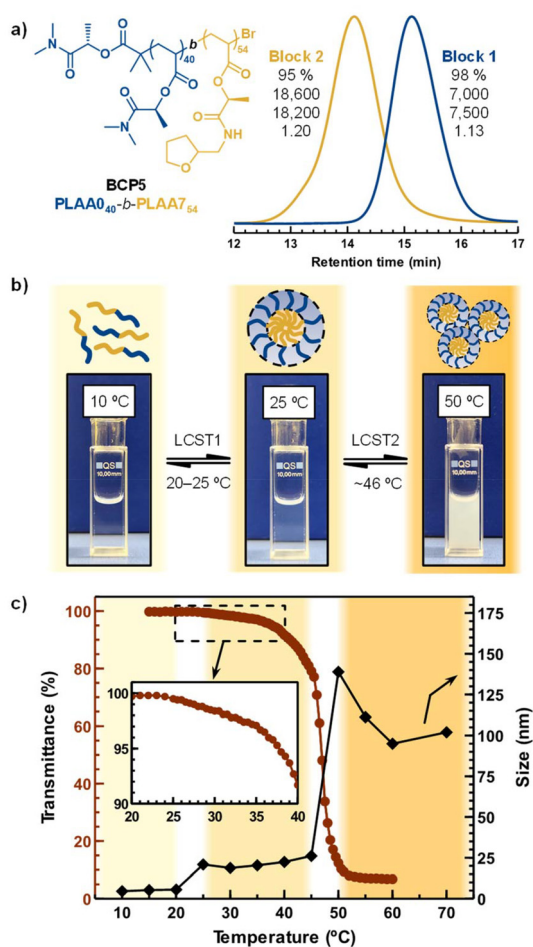 a)
O
N
O
O
O
40
b
Br
54
O
O
O
O
N
O
O
O
NH
O
BCP5
PLAA0₄₀-b-PLAA7₅₄
Block 2
95 %
18,600
18,200
1.20
Block 1
98 %
7,000
7,500
1.13
12 13 14 15 16 17
Retention time (min)
b)
10 ºC
25 ºC
50 ºC
QS
10,00mm
QS
10,00mm
QS
10,00mm
LCST1
20–25 ºC
LCST2
~46 ºC
c)
Transmittance (%)
100
80
60
40
20
0
100
95
90
20 25 30 35 40
175
150
125
100
75
50
25
0
Size (nm)
10 20 30 40 50 60 70
Temperature (ºC)